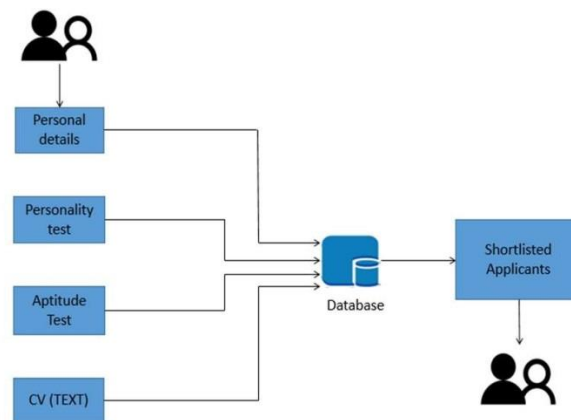 Personal
details
Personality
test
Aptitude
Test
CV (TEXT)
Database
Shortlisted
Applicants